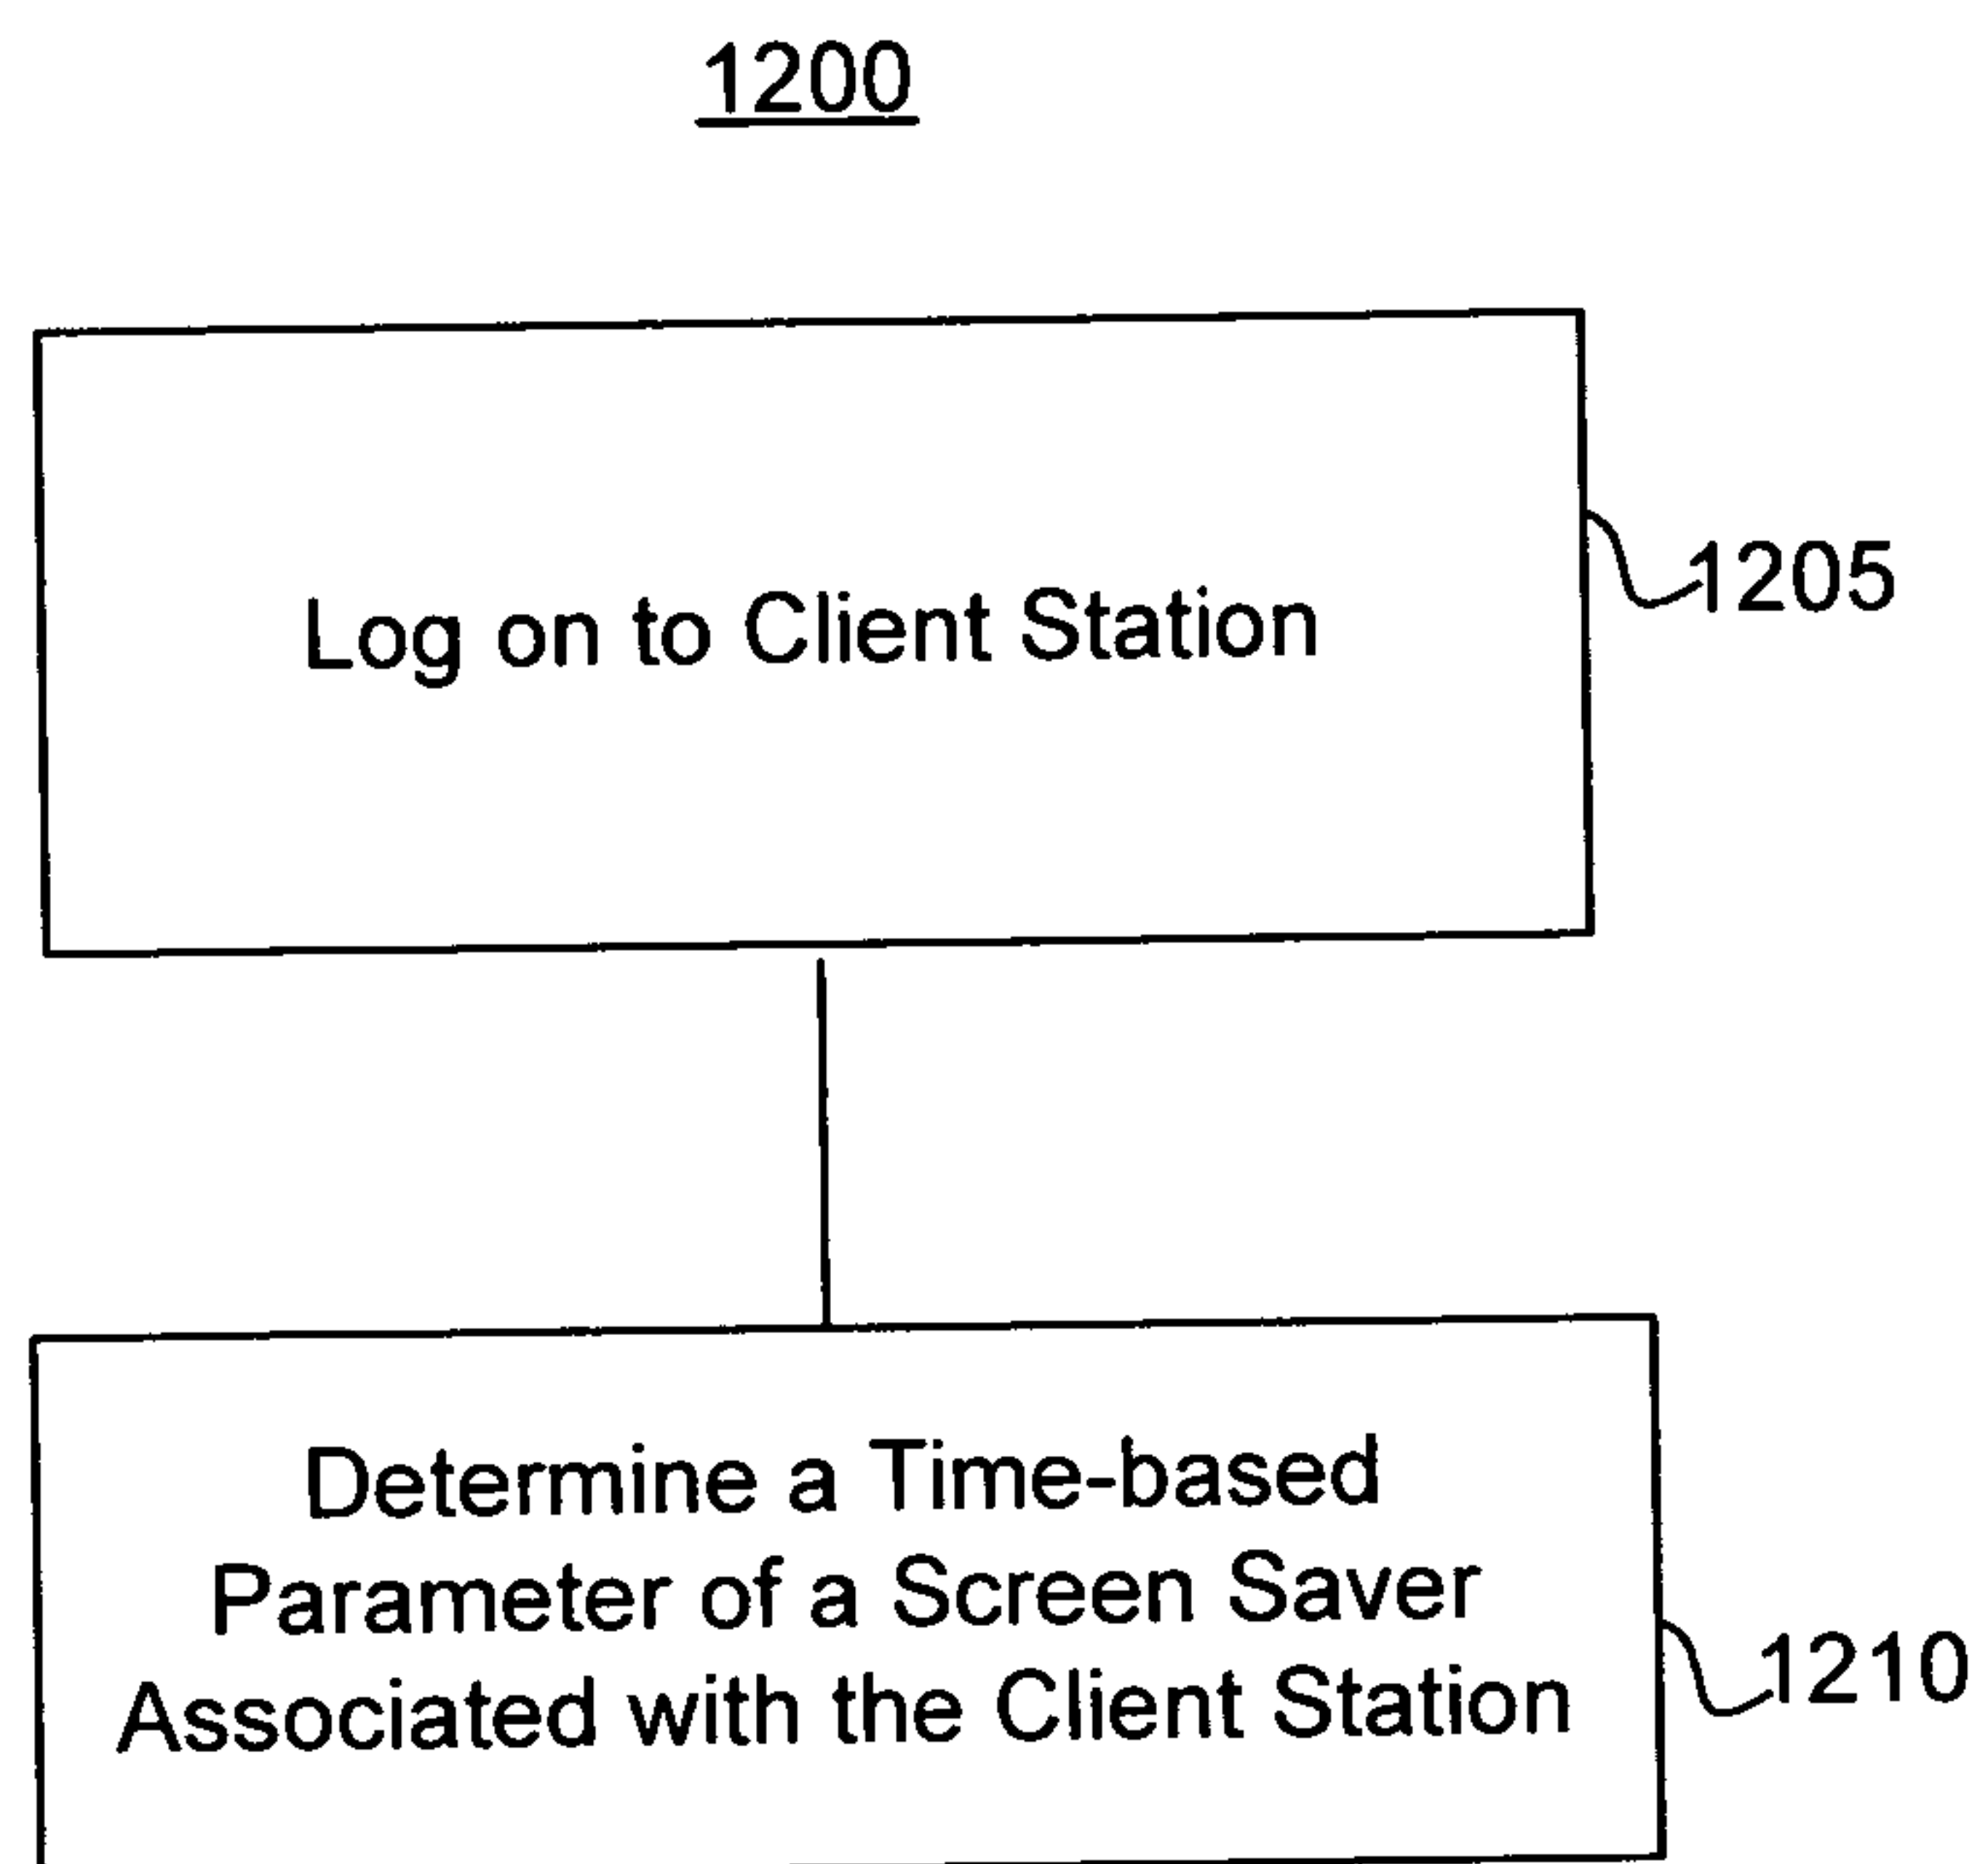 1200
Log on to Client Station
1205
Determine a Time-based
Parameter of a Screen Saver
Associated with the Client Station
1210